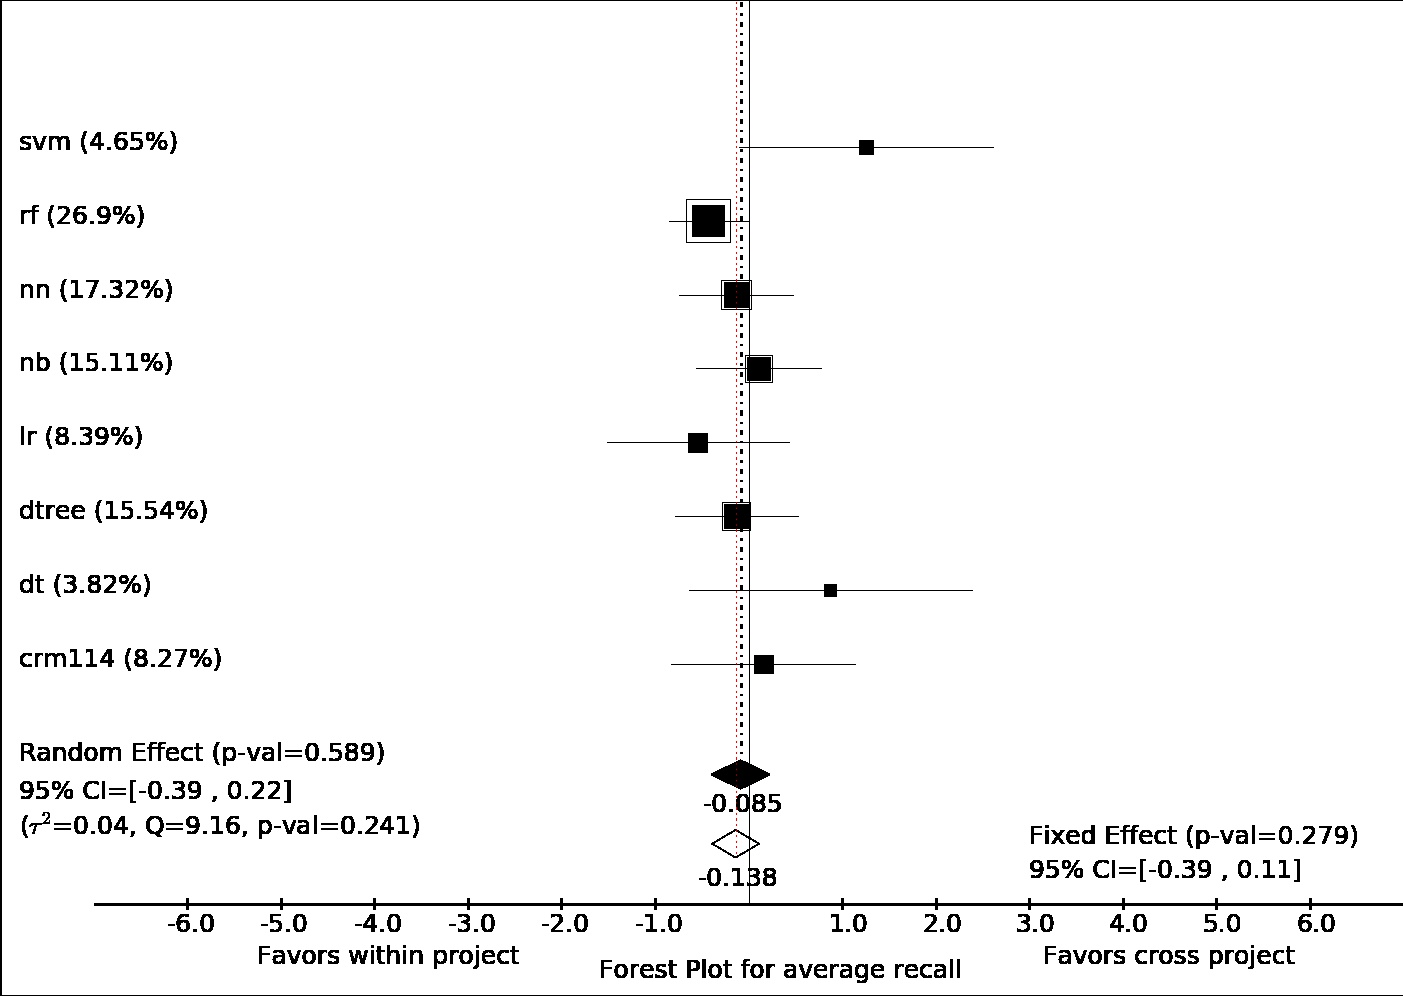 svm (4.65%)
rf (26.9%)
nn (17.32%)
nb (15.11%)
lr (8.39%)
dtree (15.54%)
dt (3.82%)
crm114 (8.27%)
Random Effect (p-val=0.589)
95% CI=[-0.39 , 0.22]
(τ²=0.04, Q=9.16, p-val=0.241)
-0.085
-0.138
Fixed Effect (p-val=0.279)
95% CI=[-0.39 , 0.11]
-6.0 -5.0 -4.0 -3.0 -2.0 -1.0 1.0 2.0 3.0 4.0 5.0 6.0
Favors within project
Forest Plot for average recall
Favors cross project